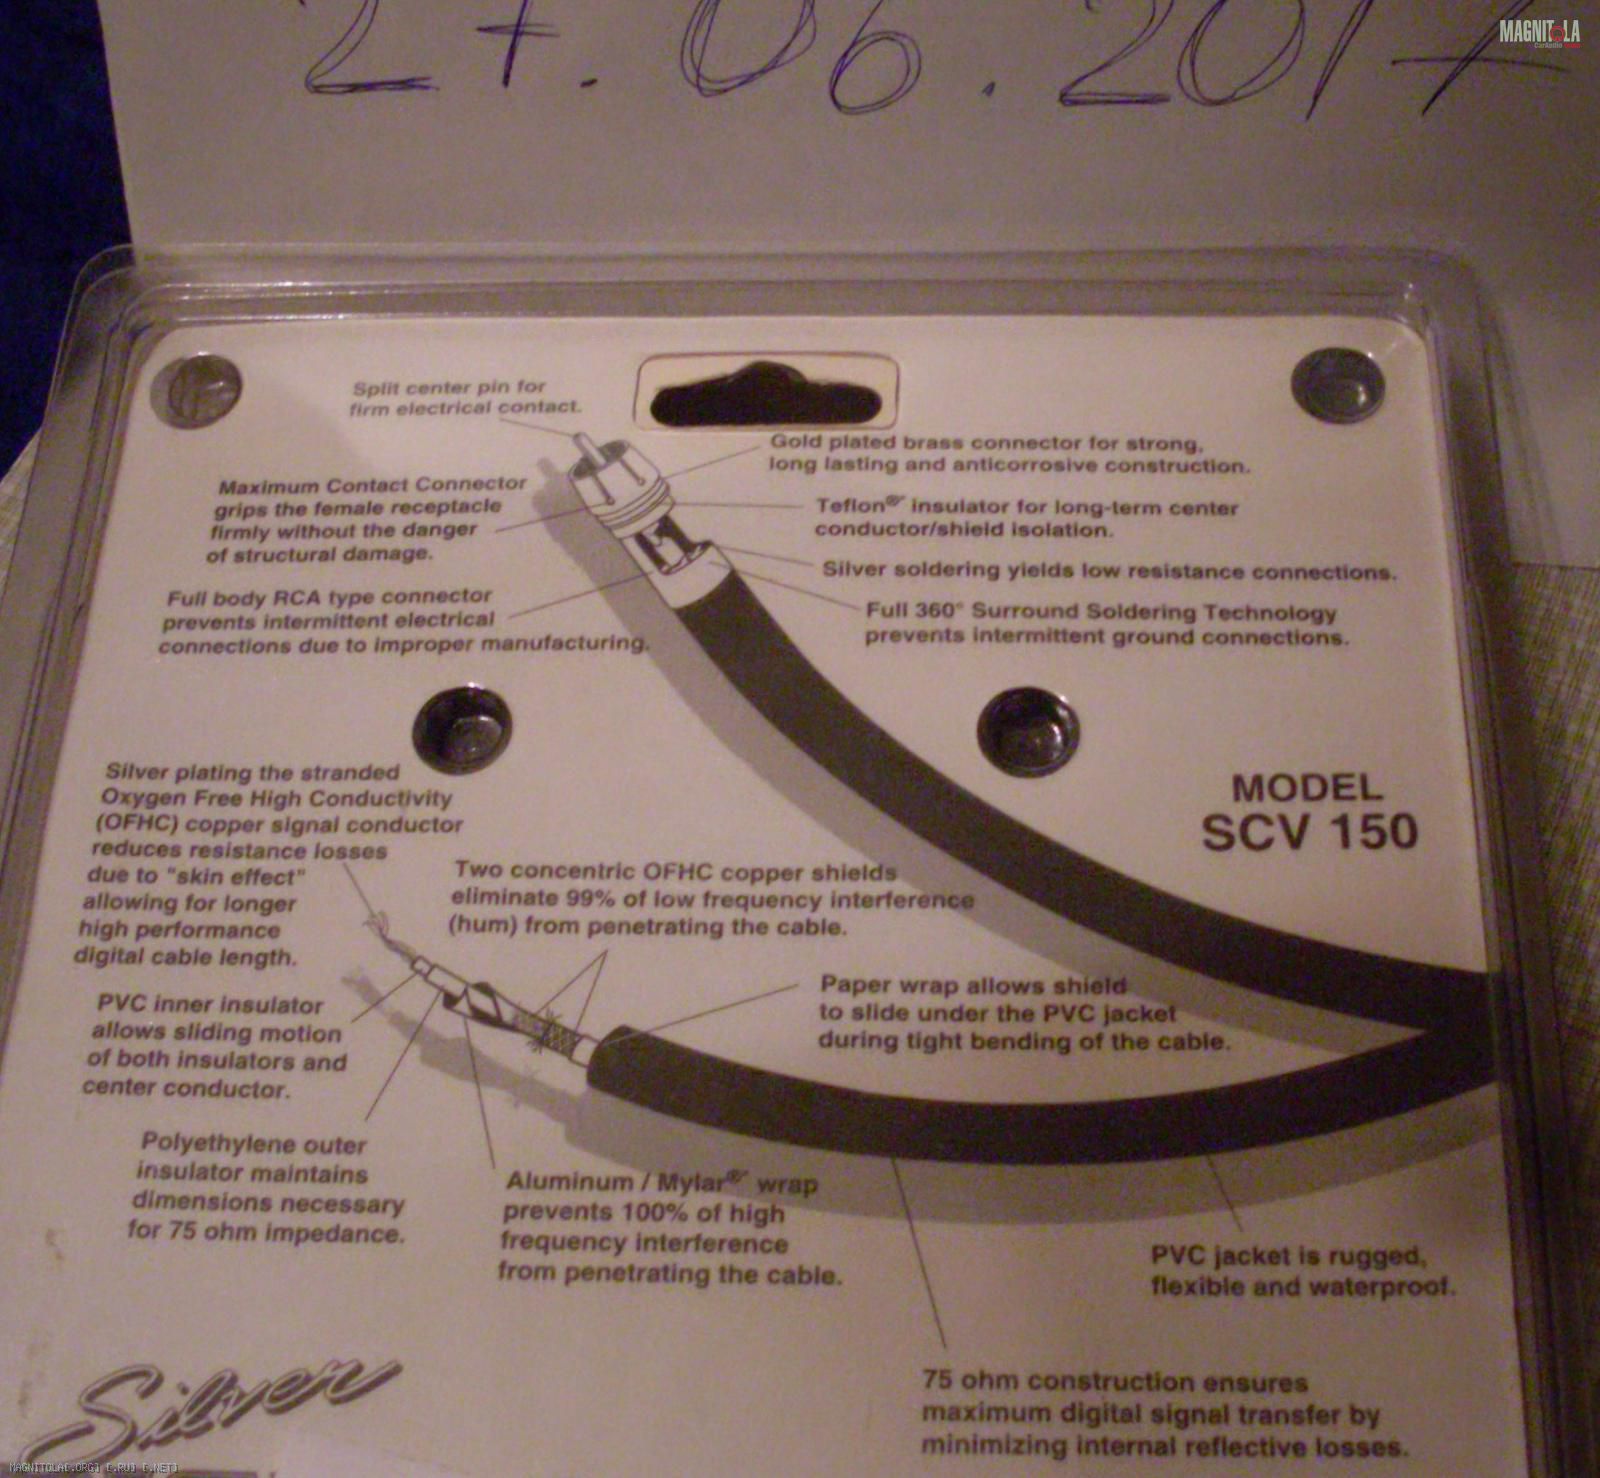 27.06.2017
MAGNITOLA
CarAudio
Split center pin for
firm electrical contact.
Gold plated brass connector for strong,
long lasting and anticorrosive construction.
Maximum Contact Connector
grips the female receptacle
firmly without the danger
of structural damage.
Teflon® insulator for long-term center
conductor/shield isolation.
Silver soldering yields low resistance connections.
Full body RCA type connector
prevents intermittent electrical
connections due to improper manufacturing.
Full 360° Surround Soldering Technology
prevents intermittent ground connections.
MODEL
SCV 150
Silver plating the stranded
Oxygen Free High Conductivity
(OFHC) copper signal conductor
reduces resistance losses
due to "skin effect"
allowing for longer
high performance
digital cable length.
Two concentric OFHC copper shields
eliminate 99% of low frequency interference
(hum) from penetrating the cable.
Paper wrap allows shield
to slide under the PVC jacket
during tight bending of the cable.
PVC inner insulator
allows sliding motion
of both insulators and
center conductor.
Polyethylene outer
insulator maintains
dimensions necessary
for 75 ohm impedance.
Aluminum / Mylar® wrap
prevents 100% of high
frequency interference
from penetrating the cable.
PVC jacket is rugged,
flexible and waterproof.
75 ohm construction ensures
maximum digital signal transfer by
minimizing internal reflective losses.
Silver
MAGNITOLA[.ORG] [.RU] [.NET]